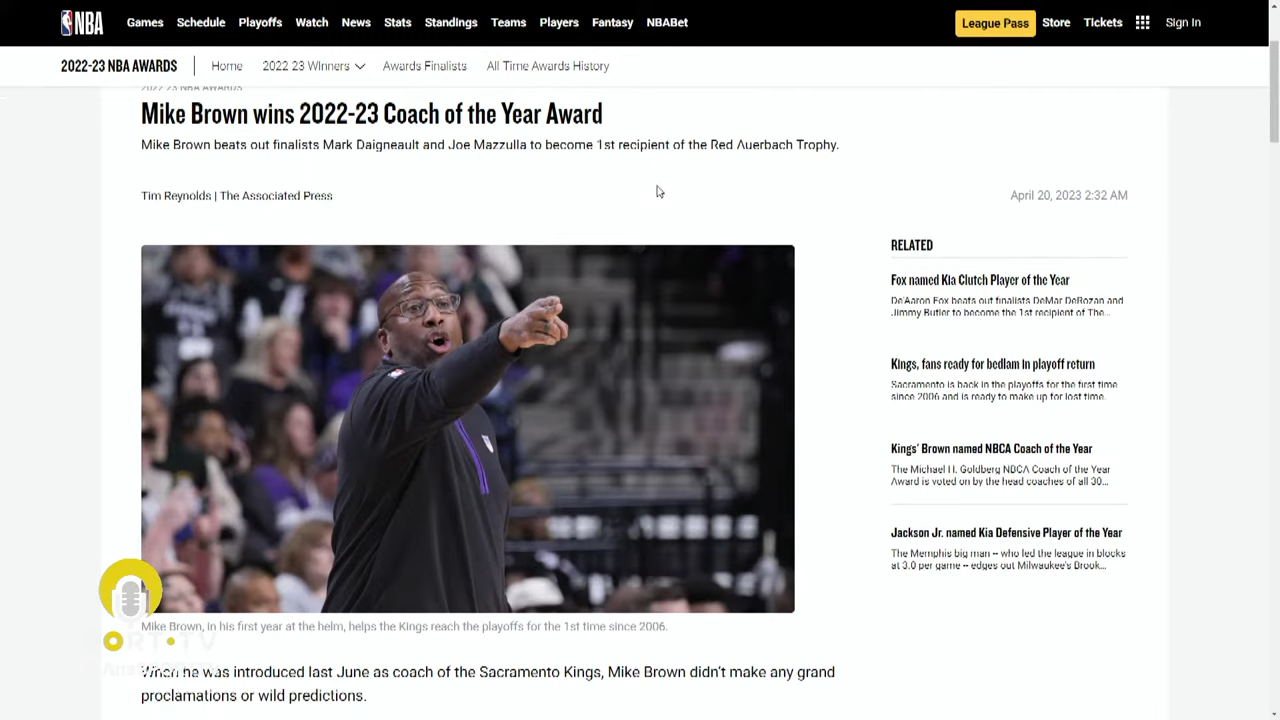 NBA
Games Schedule Playoffs Watch News Stats Standings Teams Players Fantasy NBABet League Pass Store Tickets Sign In
2022-23 NBA AWARDS Home 2022 23 Winners Awards Finalists All Time Awards History
2022 23 NBA AWARDS
Mike Brown wins 2022-23 Coach of the Year Award
Mike Brown beats out finalists Mark Daigneault and Joe Mazzulla to become 1st recipient of the Red Auerbach Trophy.
Tim Reynolds | The Associated Press
April 20, 2023 2:32 AM
RELATED
Fox named Kia Clutch Player of the Year
De'Aaron Fox beats out finalists DeMar DeRozan and
Jimmy Butler to become the 1st recipient of The...
Kings, fans ready for bedlam in playoff return
Sacramento is back in the playoffs for the first time
since 2006 and is ready to make up for lost time.
Kings' Brown named NBCA Coach of the Year
The Michael H. Goldberg NBCA Coach of the Year
Award is voted on by the head coaches of all 30...
Jackson Jr. named Kia Defensive Player of the Year
The Memphis big man -- who led the league in blocks
at 3.0 per game -- edges out Milwaukee's Brook...
Mike Brown, in his first year at the helm, helps the Kings reach the playoffs for the 1st time since 2006.
When he was introduced last June as coach of the Sacramento Kings, Mike Brown didn't make any grand
proclamations or wild predictions.